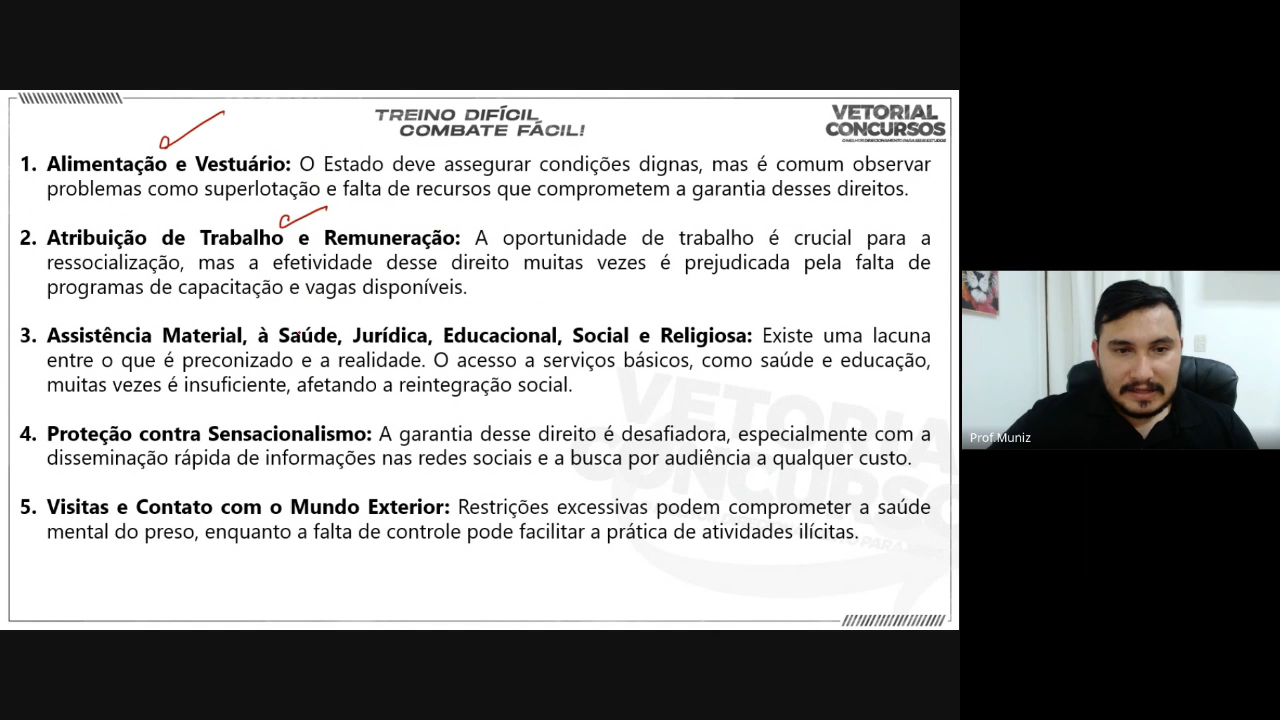 TREINO DIFÍCIL
COMBATE FÁCIL!
VETORIAL
CONCURSOS
1. Alimentação e Vestuário: O Estado deve assegurar condições dignas, mas é comum observar
problemas como superlotação e falta de recursos que comprometem a garantia desses direitos.
2. Atribuição de Trabalho e Remuneração: A oportunidade de trabalho é crucial para a
ressocialização, mas a efetividade desse direito muitas vezes é prejudicada pela falta de
programas de capacitação e vagas disponíveis.
3. Assistência Material, à Saúde, Jurídica, Educacional, Social e Religiosa: Existe uma lacuna
entre o que é preconizado e a realidade. O acesso a serviços básicos, como saúde e educação,
muitas vezes é insuficiente, afetando a reintegração social.
4. Proteção contra Sensacionalismo: A garantia desse direito é desafiadora, especialmente com a
disseminação rápida de informações nas redes sociais e a busca por audiência a qualquer custo.
5. Visitas e Contato com o Mundo Exterior: Restrições excessivas podem comprometer a saúde
mental do preso, enquanto a falta de controle pode facilitar a prática de atividades ilícitas.
Prof.Muniz